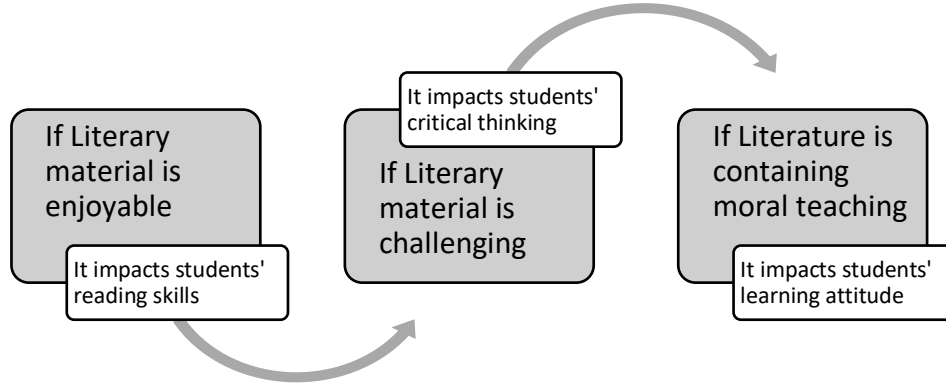 If Literary
material is
enjoyable
It impacts students'
reading skills
It impacts students'
critical thinking
If Literary
material is
challenging
If Literature is
containing
moral teaching
It impacts students'
learning attitude